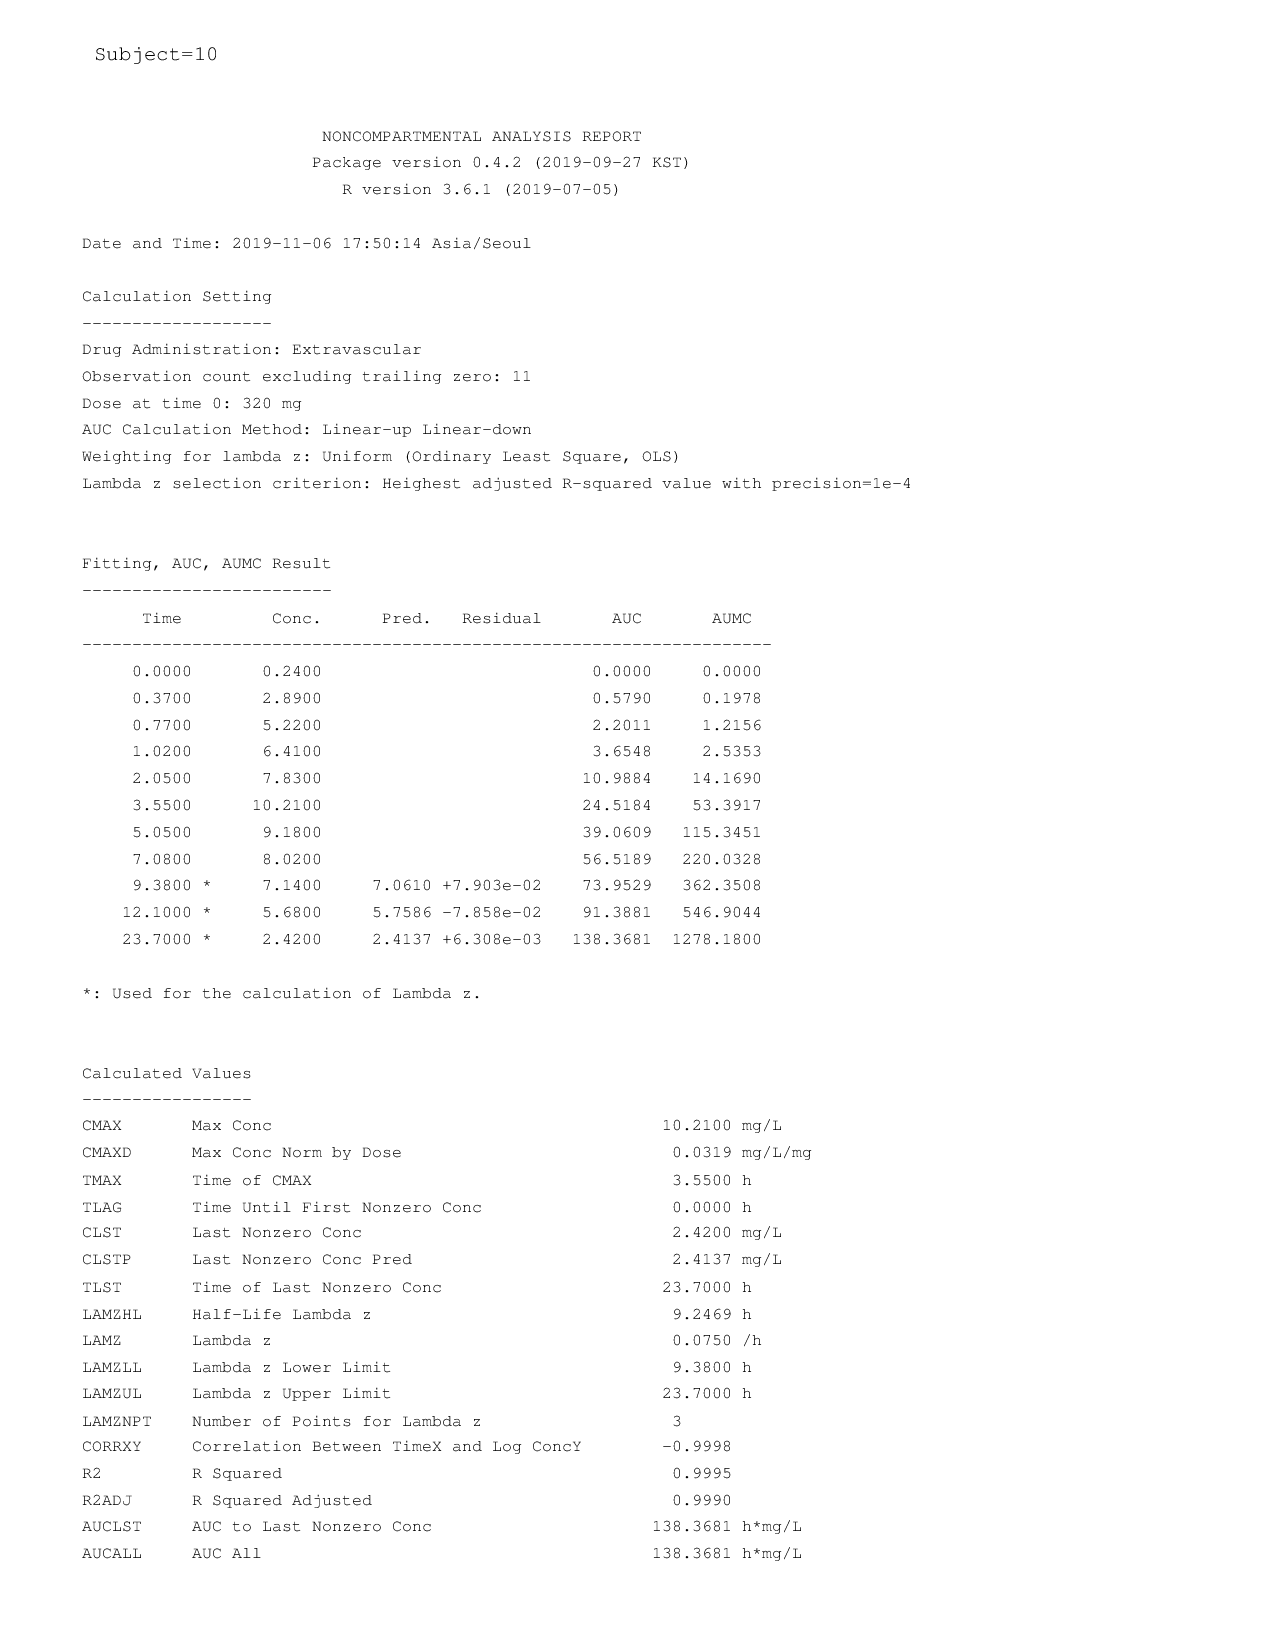 Subject=10
NONCOMPARTMENTAL ANALYSIS REPORT
Package version 0.4.2 (2019-09-27 KST)
R version 3.6.1 (2019-07-05)
Date and Time: 2019-11-06 17:50:14 Asia/Seoul
Calculation Setting
-------------------
Drug Administration: Extravascular
Observation count excluding trailing zero: 11
Dose at time 0: 320 mg
AUC Calculation Method: Linear-up Linear-down
Weighting for lambda z: Uniform (Ordinary Least Square, OLS)
Lambda z selection criterion: Heighest adjusted R-squared value with precision=1e-4
Fitting, AUC, AUMC Result
-------------------------
Time Conc. Pred. Residual AUC AUMC
---------------------------------------------------------------------
0.0000 0.2400 0.0000 0.0000
0.3700 2.8900 0.5790 0.1978
0.7700 5.2200 2.2011 1.2156
1.0200 6.4100 3.6548 2.5353
2.0500 7.8300 10.9884 14.1690
3.5500 10.2100 24.5184 53.3917
5.0500 9.1800 39.0609 115.3451
7.0800 8.0200 56.5189 220.0328
9.3800 * 7.1400 7.0610 +7.903e-02 73.9529 362.3508
12.1000 * 5.6800 5.7586 -7.858e-02 91.3881 546.9044
23.7000 * 2.4200 2.4137 +6.308e-03 138.3681 1278.1800
*: Used for the calculation of Lambda z.
Calculated Values
-----------------
CMAX Max Conc 10.2100 mg/L
CMAXD Max Conc Norm by Dose 0.0319 mg/L/mg
TMAX Time of CMAX 3.5500 h
TLAG Time Until First Nonzero Conc 0.0000 h
CLST Last Nonzero Conc 2.4200 mg/L
CLSTP Last Nonzero Conc Pred 2.4137 mg/L
TLST Time of Last Nonzero Conc 23.7000 h
LAMZHL Half-Life Lambda z 9.2469 h
LAMZ Lambda z 0.0750 /h
LAMZLL Lambda z Lower Limit 9.3800 h
LAMZUL Lambda z Upper Limit 23.7000 h
LAMZNPT Number of Points for Lambda z 3
CORRXY Correlation Between TimeX and Log ConcY -0.9998
R2 R Squared 0.9995
R2ADJ R Squared Adjusted 0.9990
AUCLST AUC to Last Nonzero Conc 138.3681 h*mg/L
AUCALL AUC All 138.3681 h*mg/L